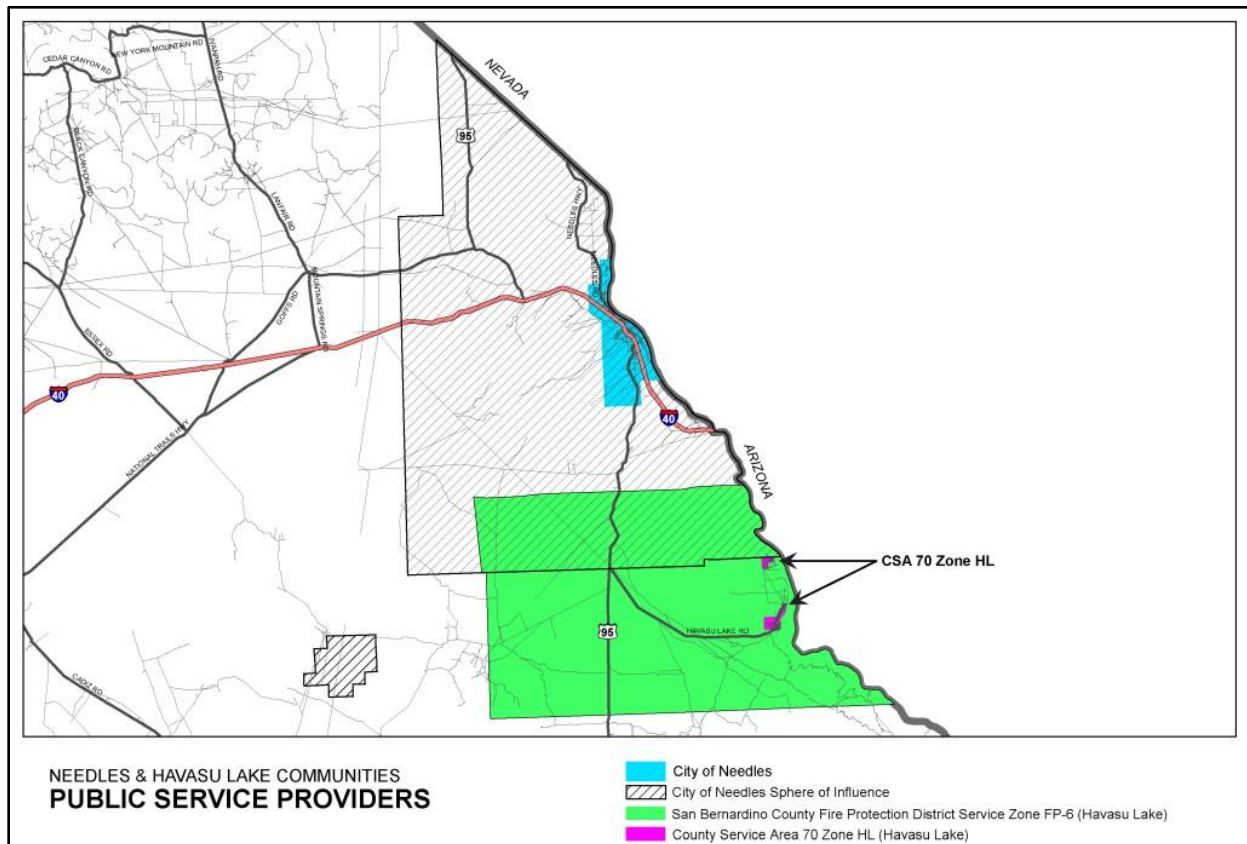 CEDAR CANYON RD
NEW YORK MOUNTAIN RD
IVANPAH RD
BLACK CANYON RD
LANFAIR RD
NEVADA
95
NEEDLES HWY
NEEDLES
MOUNTAIN SPRINGS RD
GOFFS RD
ESSEX RD
40
NATIONAL TRAILS HWY
40
ARIZONA
CSA 70 Zone HL
HAVASU LAKE RD
95
CADIZ RD
NEEDLES & HAVASU LAKE COMMUNITIES
PUBLIC SERVICE PROVIDERS
City of Needles
City of Needles Sphere of Influence
San Bernardino County Fire Protection District Service Zone FP-6 (Havasu Lake)
County Service Area 70 Zone HL (Havasu Lake)